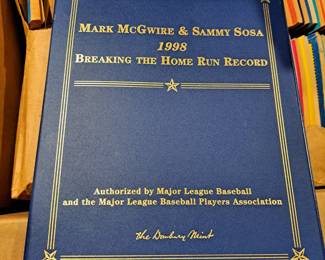 MARK MCGWIRE & SAMMY SOSA
1998
BREAKING THE HOME RUN RECORD
Authorized by Major League Baseball
and the Major League Baseball Players Association
The Danbury Mint